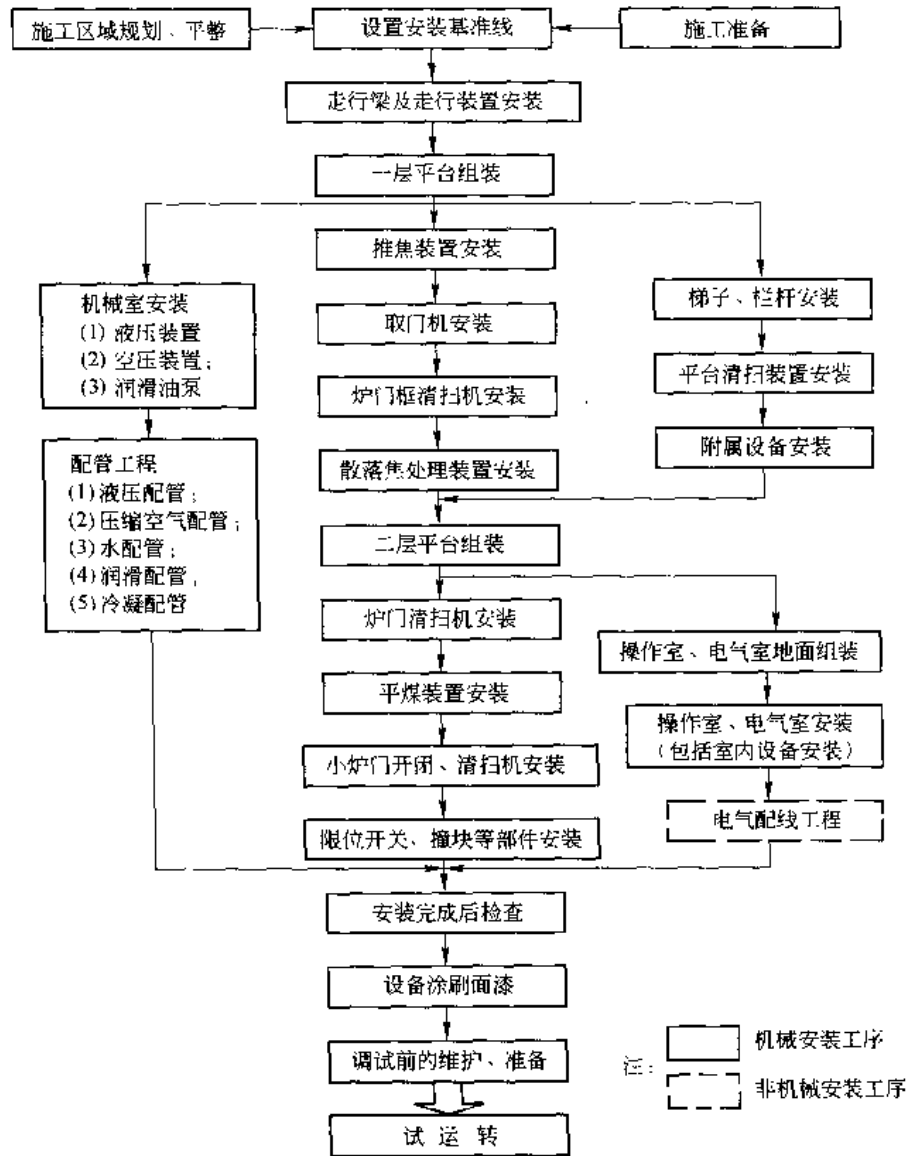 施工区域规划、平整
设置安装基准线
施工准备
走行梁及走行装置安装
一层平台组装
推焦装置安装
取门机安装
炉门框清扫机安装
散落焦处理装置安装
机械室安装
(1) 液压装置
(2) 空压装置；
(3) 润滑油泵
配管工程
(1) 液压配管；
(2) 压缩空气配管；
(3) 水配管；
(4) 润滑配管，
(5) 冷凝配管
梯子、栏杆安装
平台清扫装置安装
附属设备安装
二层平台组装
炉门清扫机安装
平煤装置安装
小炉门开闭、清扫机安装
限位开关、撞块等部件安装
操作室、电气室地面组装
操作室、电气室安装
（包括室内设备安装）
电气配线工程
安装完成后检查
设备涂刷面漆
调试前的维护、准备
试 运 转
注：
机械安装工序
非机械安装工序